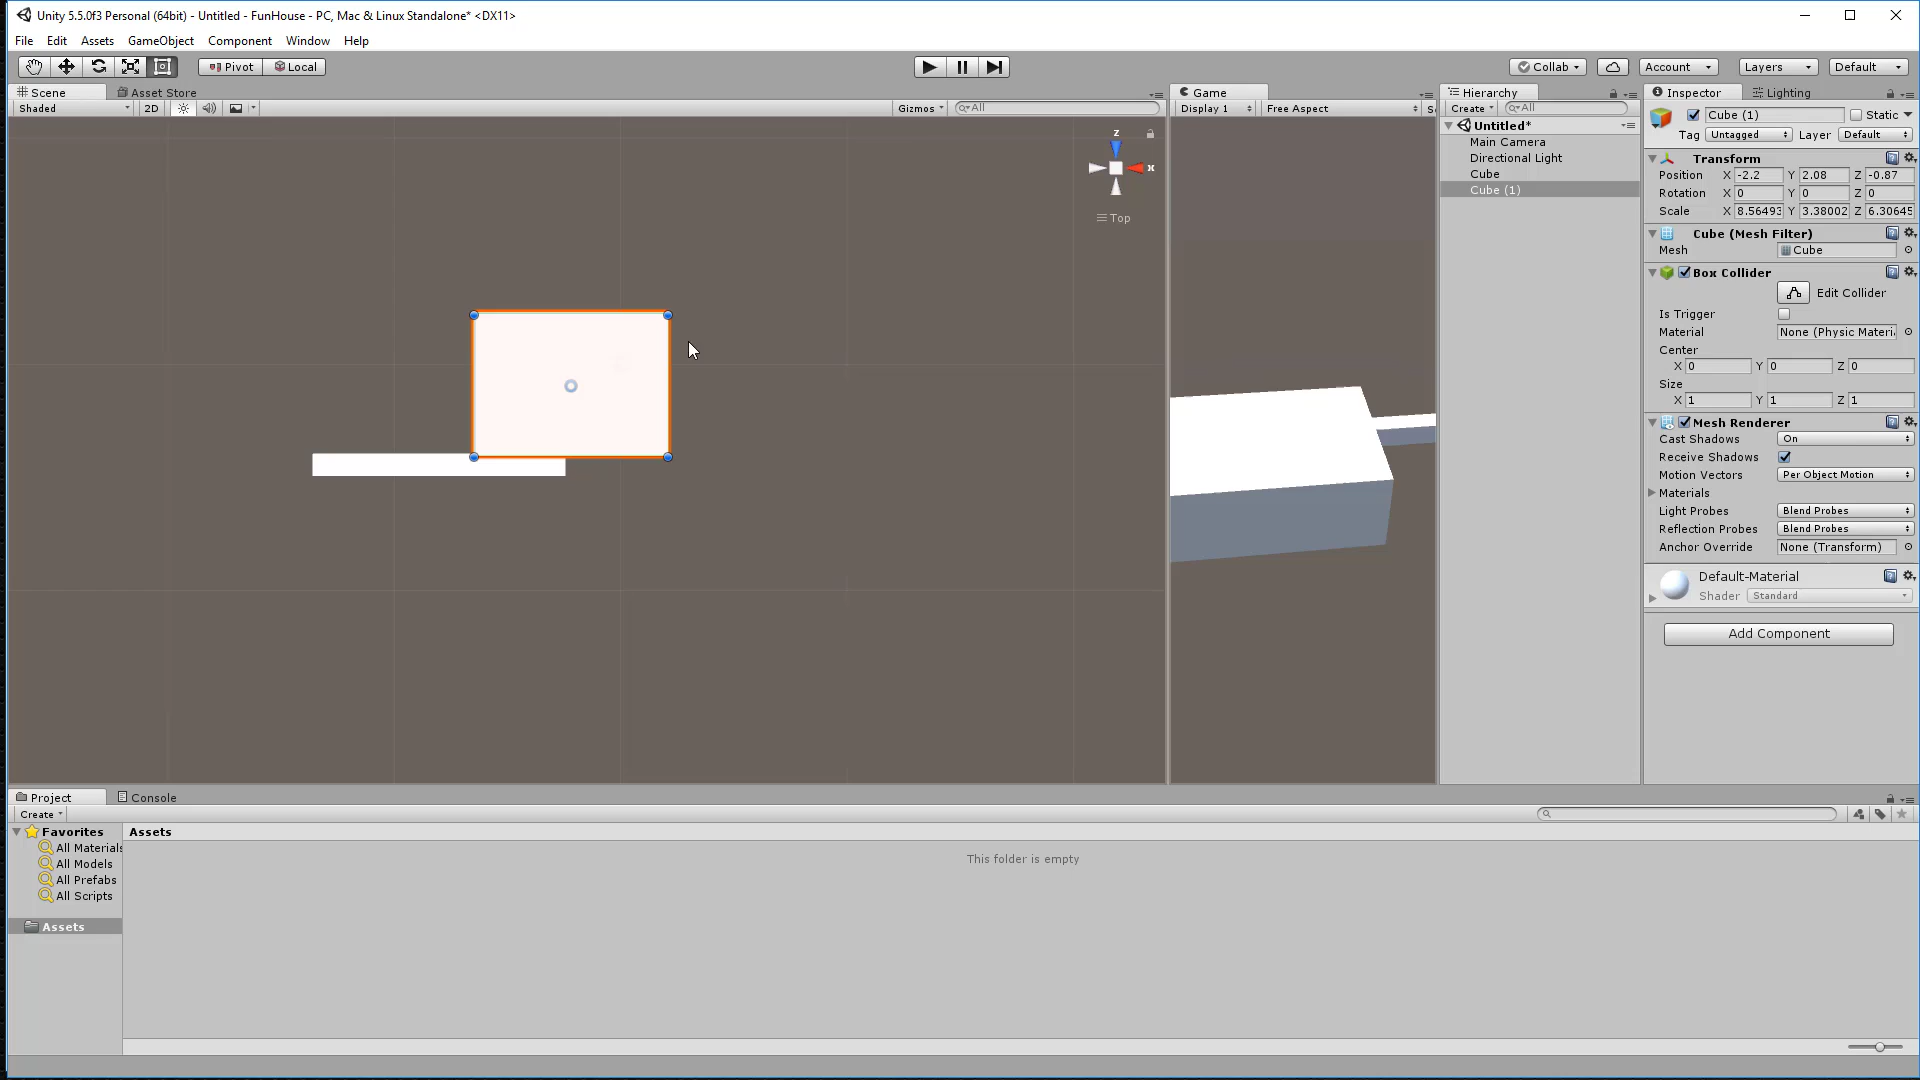 Unity 5.5.0f3 Personal (64bit) - Untitled - FunHouse - PC, Mac & Linux Standalone* <DX11>
File Edit Assets GameObject Component Window Help
Pivot Local Collab Account Layers Default
Scene Asset Store
Shaded 2D Gizmos All
z
x
Top
Game
Display 1 Free Aspect
Hierarchy
Create All
Untitled*
Main Camera
Directional Light
Cube
Cube (1)
Inspector Lighting
Cube (1) Static
Tag Untagged Layer Default
Transform
Position X -2.2 Y 2.08 Z -0.87
Rotation X 0 Y 0 Z 0
Scale X 8.56493 Y 3.38002 Z 6.30645
Cube (Mesh Filter)
Mesh Cube
Box Collider
Edit Collider
Is Trigger
Material None (Physic Materi
Center
X 0 Y 0 Z 0
Size
X 1 Y 1 Z 1
Mesh Renderer
Cast Shadows On
Receive Shadows
Motion Vectors Per Object Motion
Materials
Light Probes Blend Probes
Reflection Probes Blend Probes
Anchor Override None (Transform)
Default-Material
Shader Standard
Add Component
Project Console
Create
Favorites
All Materials
All Models
All Prefabs
All Scripts
Assets
Assets
This folder is empty